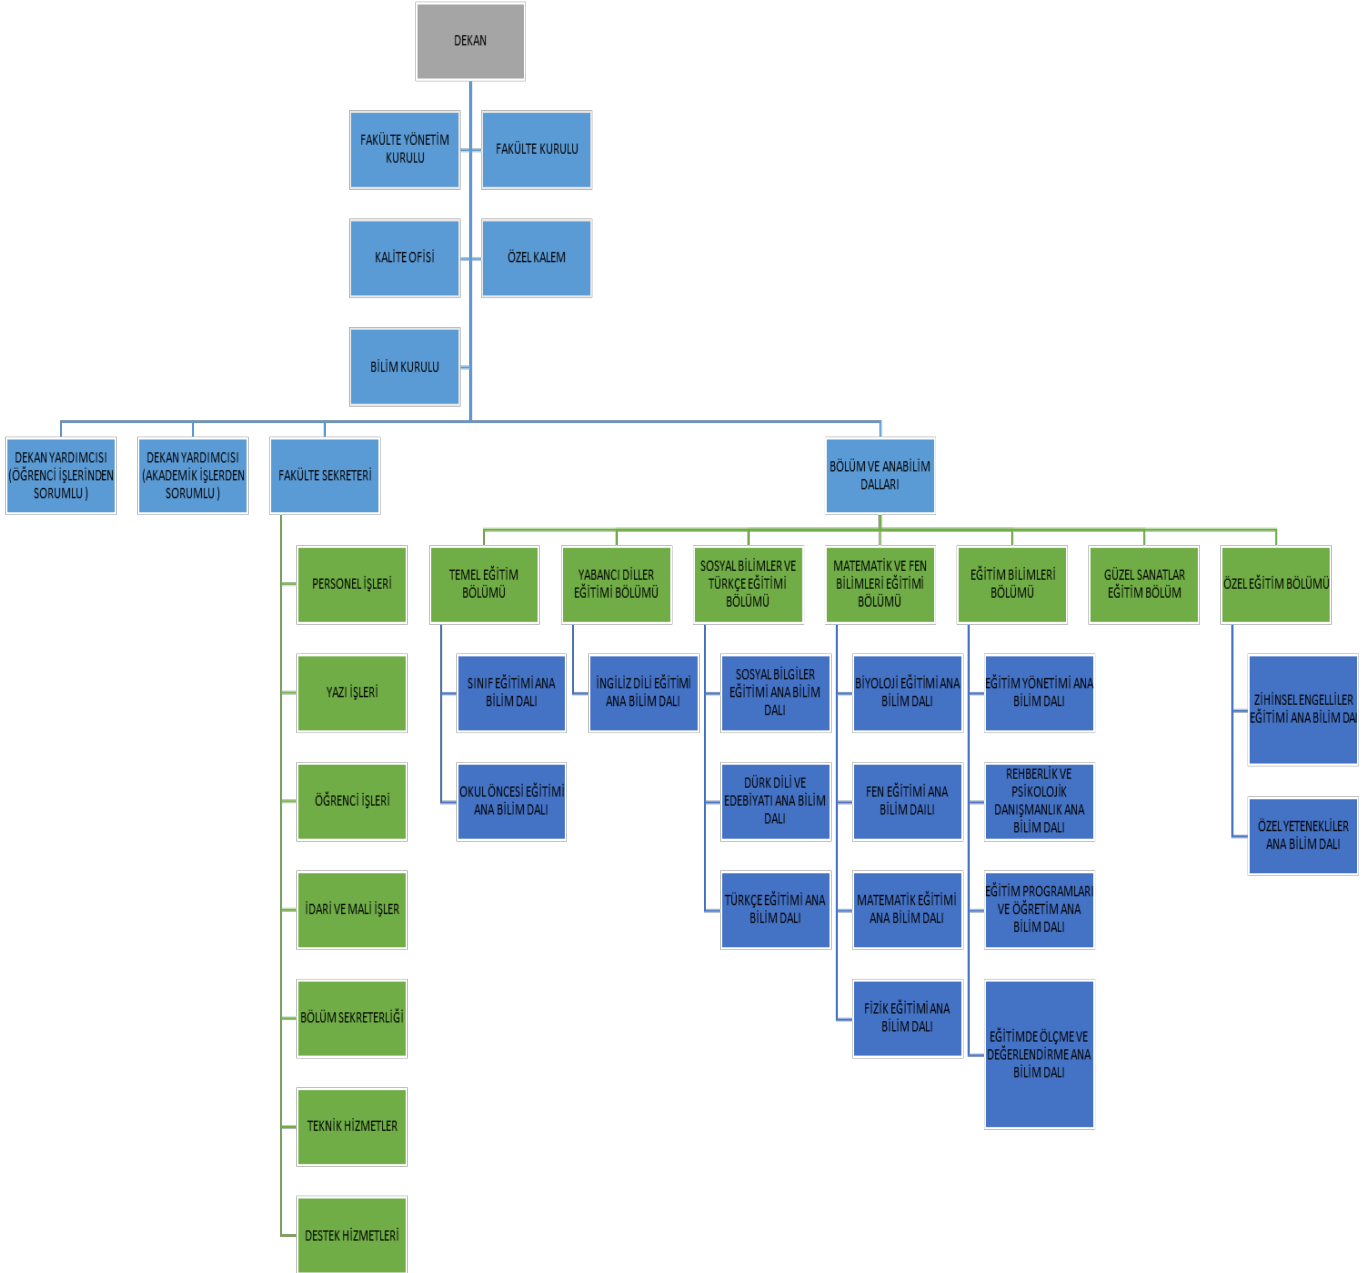 DEKAN
FAKÜLTE YÖNETİM
KURULU
FAKÜLTE KURULU
KALİTE OFİSİ
ÖZEL KALEM
BİLİM KURULU
DEKAN YARDIMCISI
(ÖĞRENCİ İŞLERİNDEN
SORUMLU )
DEKAN YARDIMCISI
(AKADEMİK İŞLERDEN
SORUMLU )
FAKÜLTE SEKRETERİ
BÖLÜM VE ANABİLİM
DALLARI
PERSONEL İŞLERİ
YAZI İŞLERİ
ÖĞRENCİ İŞLERİ
İDARİ VE MALİ İŞLER
BÖLÜM SEKRETERLİĞİ
TEKNİK HİZMETLER
DESTEK HİZMETLERİ
TEMEL EĞİTİM
BÖLÜMÜ
SINIF EĞİTİMİ ANA
BİLİM DALI
OKUL ÖNCESİ EĞİTİMİ
ANA BİLİM DALI
YABANCI DİLLER
EĞİTİMİ BÖLÜMÜ
İNGİLİZ DİLİ EĞİTİMİ
ANA BİLİM DALI
SOSYAL BİLİMLER VE
TÜRKÇE EĞİTİMİ
BÖLÜMÜ
SOSYAL BİLGİLER
EĞİTİMİ ANA BİLİM
DALI
DÜRK DİLİ VE
EDEBİYATI ANA BİLİM
DALI
TÜRKÇE EĞİTİMİ ANA
BİLİM DALI
MATEMATİK VE FEN
BİLİMLERİ EĞİTİMİ
BÖLÜMÜ
BİYOLOJİ EĞİTİMİ ANA
BİLİM DALI
FEN EĞİTİMİ ANA
BİLİM DAILI
MATEMATİK EĞİTİMİ
ANA BİLİM DALI
FİZİK EĞİTİMİ ANA
BİLİM DALI
EĞİTİM BİLİMLERİ
BÖLÜMÜ
EĞİTİM YÖNETİMİ ANA
BİLİM DALI
REHBERLİK VE
PSİKOLOJİK
DANIŞMANLIK ANA
BİLİM DALI
EĞİTİM PROGRAMLARI
VE ÖĞRETİM ANA
BİLİM DALI
EĞİTİMDE ÖLÇME VE
DEĞERLENDİRME ANA
BİLİM DALI
GÜZEL SANATLAR
EĞİTİM BÖLÜM
ÖZEL EĞİTİM BÖLÜMÜ
ZİHİNSEL ENGELLİLER
EĞİTİMİ ANA BİLİM DAI
ÖZEL YETENEKLİLER
ANA BİLİM DALI